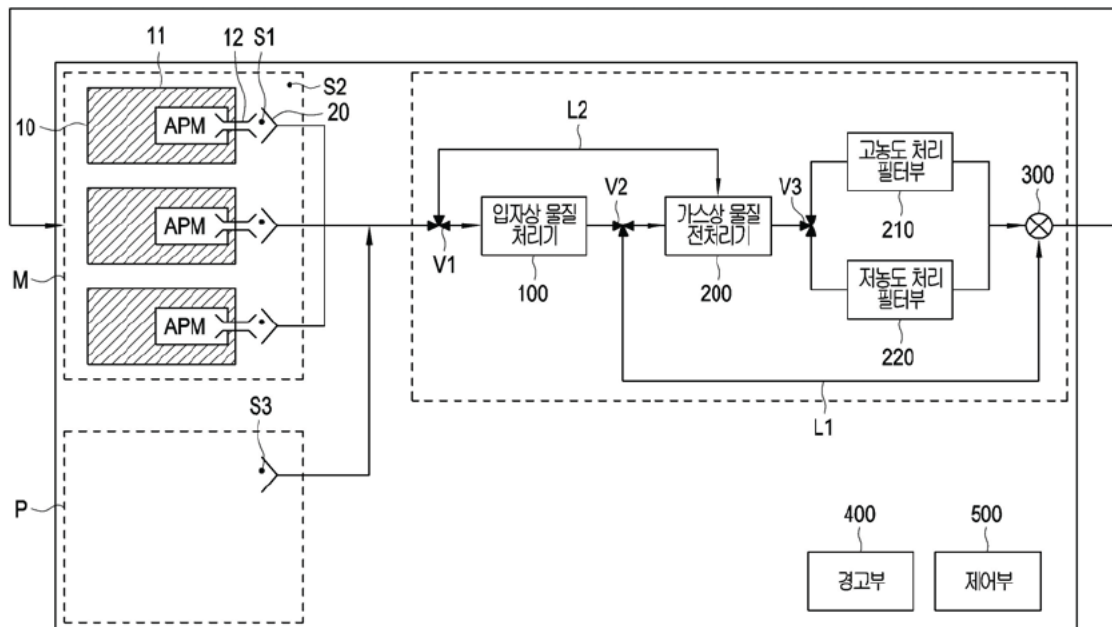 11
12
S1
S2
20
10
APM
APM
APM
M
S3
P
L2
V1
입자상 물질
처리기
100
V2
가스상 물질
전처리기
200
V3
고농도 처리
필터부
210
저농도 처리
필터부
220
300
L1
400
경고부
500
제어부